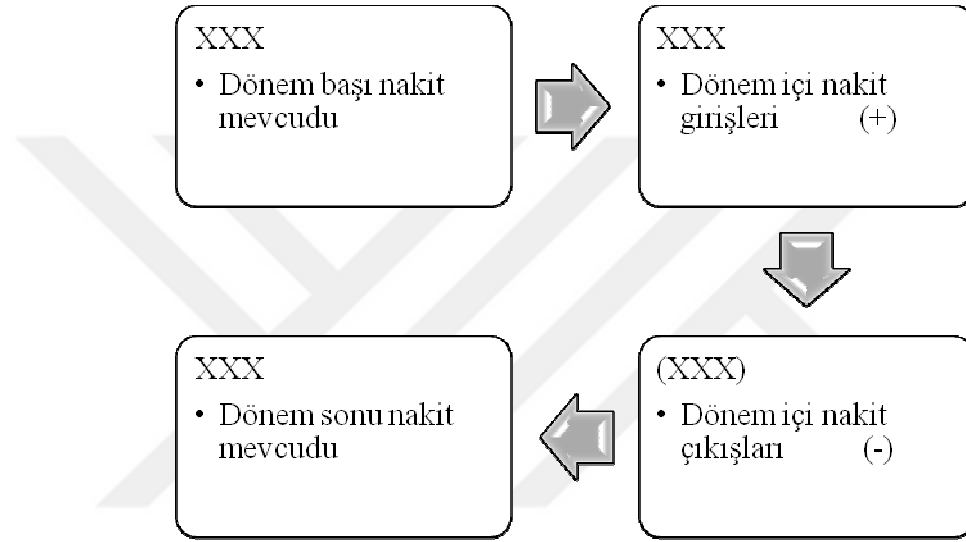 XXX
• Dönem başı nakit
mevcudu
XXX
• Dönem içi nakit
girişleri (+)
(XXX)
• Dönem içi nakit
çıkışları (-)
XXX
• Dönem sonu nakit
mevcudu